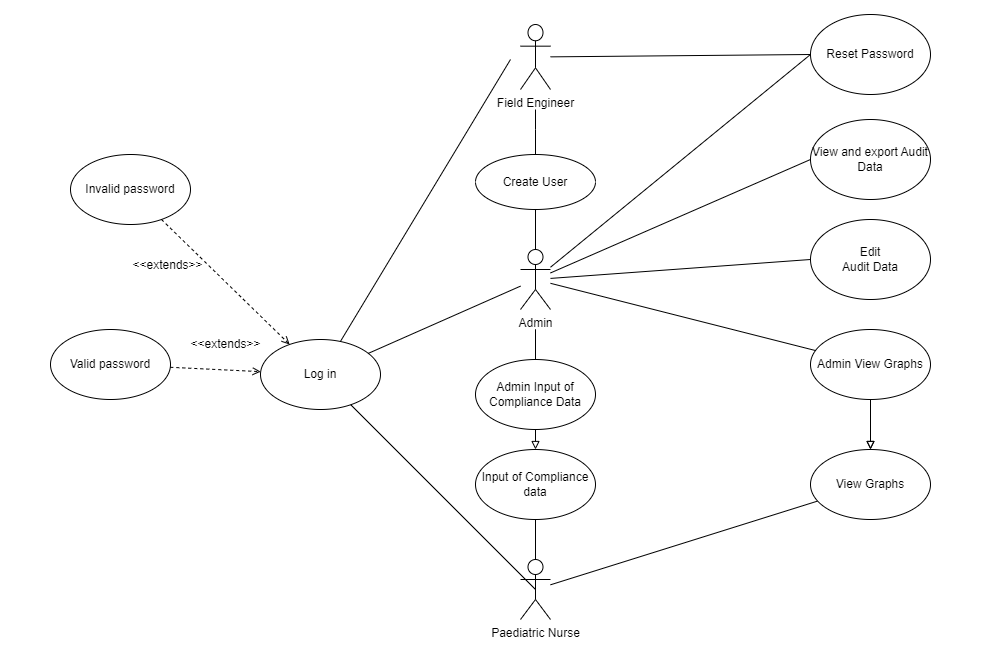 Reset Password
Field Engineer
View and export Audit
Data
Create User
Invalid password
Edit
Audit Data
<<extends>>
Admin
<<extends>>
Valid password
Log in
Admin View Graphs
Admin Input of
Compliance Data
Input of Compliance
data
View Graphs
Paediatric Nurse